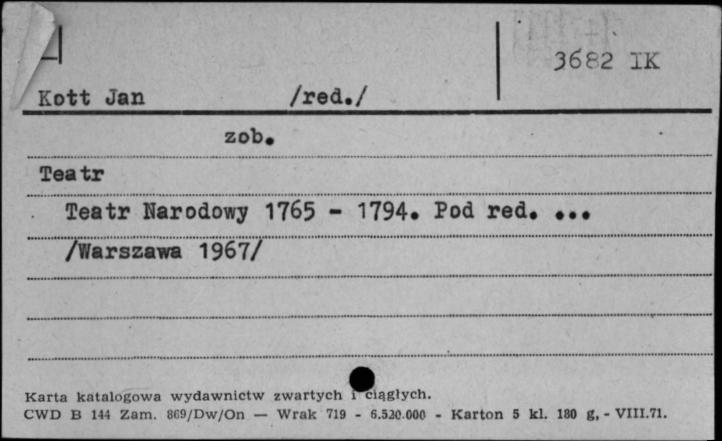 3682 IK
Kott Jan /red./
zob.
Teatr
Teatr Narodowy 1765 - 1794. Pod red. ...
/Warszawa 1967/
Karta katalogowa wydawnictw zwartych i ciągłych.
CWD B 144 Zam. 869/Dw/On — Wrak 719 - 6.520.000 - Karton 5 kl. 180 g, - VIII.71.